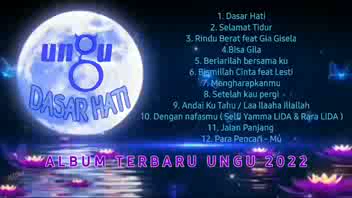 ungu
DASAR HATI
1. Dasar Hati
2. Selamat Tidur
3. Rindu Berat feat Gia Gisela
4.Bisa Gila
5. Berlarilah bersama ku
6. Bismillah Cinta feat Lesti
7. Mengharapkanmu
8. Setelah kau pergi
9. Andai Ku Tahu / Laa Ilaaha Illallah
10. Dengan nafasmu ( Selfi Yamma LIDA & Rara LIDA )
11. Jalan Panjang
12. Para Pencari - Mu
ALBUM TERBARU UNGU 2022